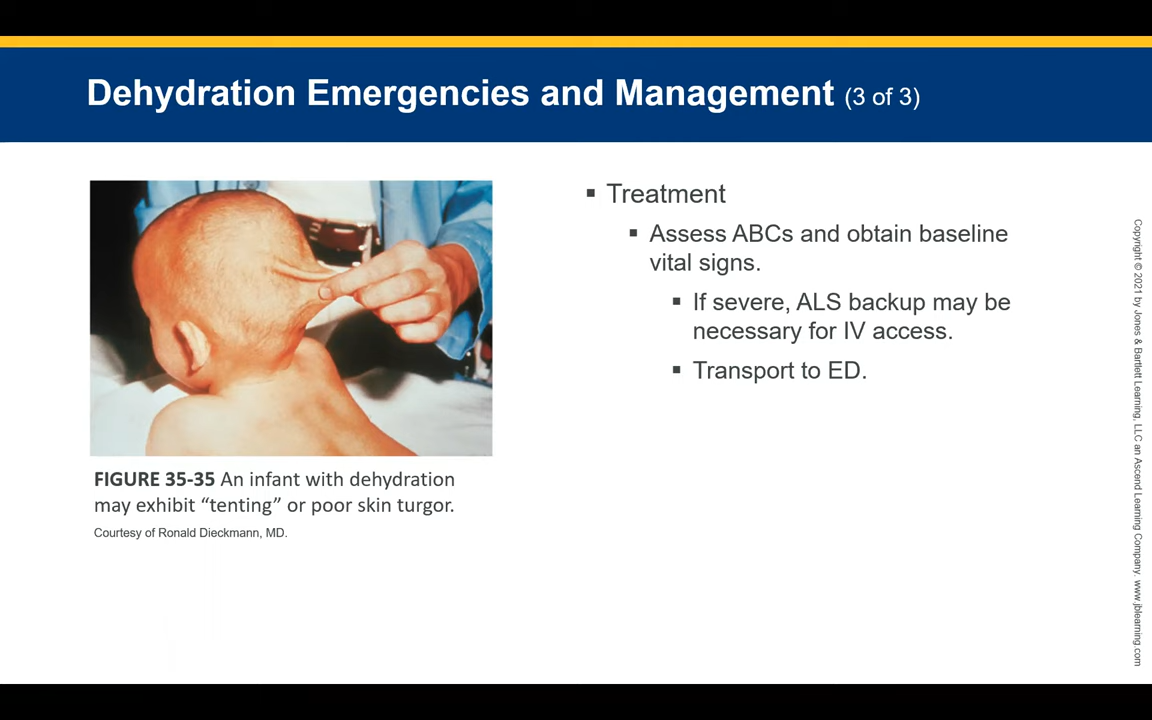 Dehydration Emergencies and Management (3 of 3)
▪ Treatment
▪ Assess ABCs and obtain baseline
vital signs.
▪ If severe, ALS backup may be
necessary for IV access.
▪ Transport to ED.
FIGURE 35-35 An infant with dehydration
may exhibit “tenting” or poor skin turgor.
Courtesy of Ronald Dieckmann, MD.
Copyright © 2021 by Jones & Bartlett Learning, LLC an Ascend Learning Company. www.jblearning.com